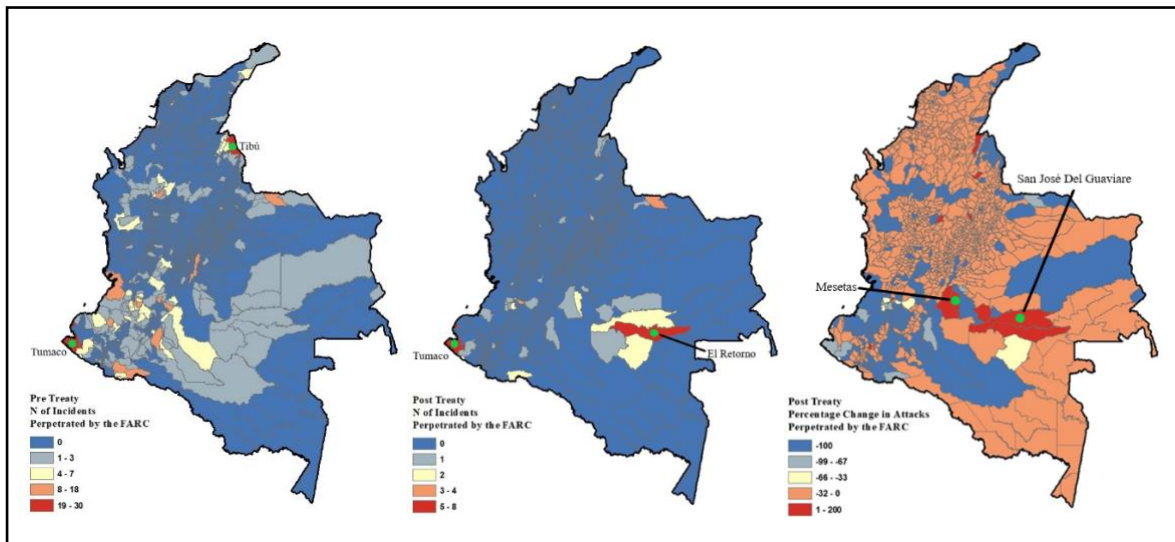 Tibú
Tumaco
Pre Treaty
N of Incidents
Perpetrated by the FARC
0
1 - 3
4 - 7
8 - 18
19 - 30
El Retorno
Tumaco
Post Treaty
N of Incidents
Perpetrated by the FARC
0
1
2
3 - 4
5 - 8
San José Del Guaviare
Mesetas
Post Treaty
Percentage Change in Attacks
Perpetrated by the FARC
-100
-99 - -67
-66 - -33
-32 - 0
1 - 200